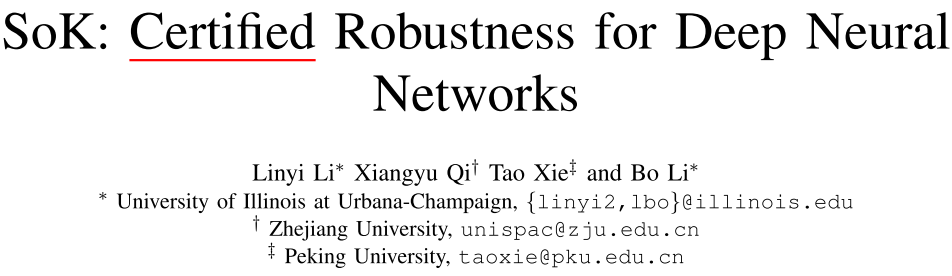 SoK: Certified Robustness for Deep Neural
Networks
Linyi Li* Xiangyu Qi† Tao Xie‡ and Bo Li*
* University of Illinois at Urbana-Champaign, {linyi2,lbo}@illinois.edu
† Zhejiang University, unispac@zju.edu.cn
‡ Peking University, taoxie@pku.edu.cn